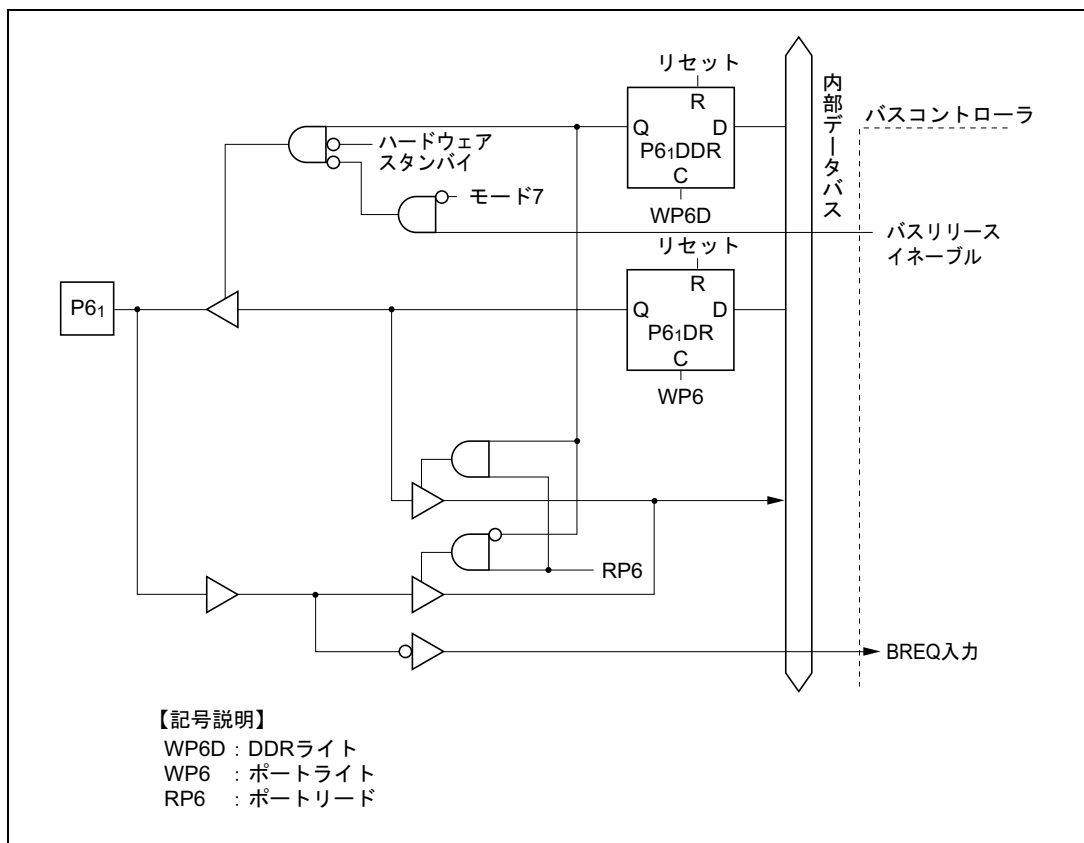 リセット
R
Q D
P6₁DDR
C
WP6D
内部データバス
バスコントローラ
ハードウェア
スタンバイ
モード7
バスリリース
イネーブル
リセット
R
Q D
P6₁DR
C
WP6
P6₁
RP6
BREQ入力
【記号説明】
WP6D : DDRライト
WP6 : ポートライト
RP6 : ポートリード